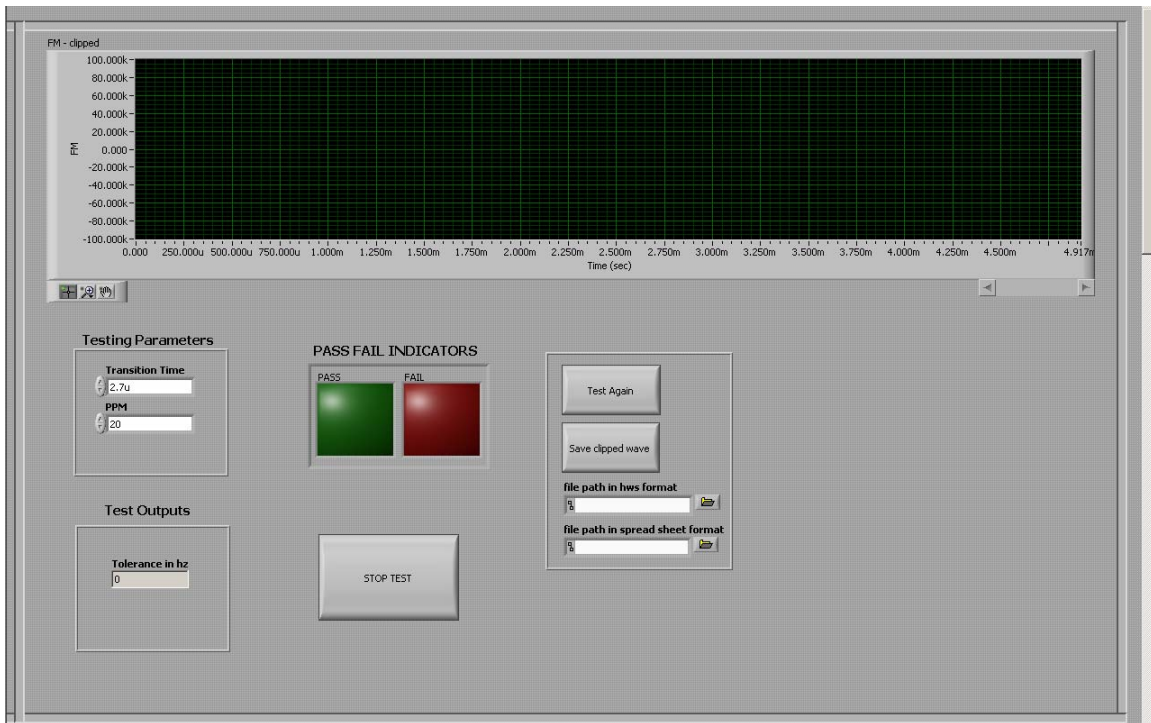 FM - clipped
100.000k
80.000k
60.000k
40.000k
20.000k
0.000
-20.000k
-40.000k
-60.000k
-80.000k
-100.000k
FM
0.000 250.000u 500.000u 750.000u 1.000m 1.250m 1.500m 1.750m 2.000m 2.250m 2.500m 2.750m 3.000m 3.250m 3.500m 3.750m 4.000m 4.250m 4.500m 4.917m
Time (sec)
Testing Parameters
Transition Time
2.7u
PPM
20
PASS FAIL INDICATORS
PASS FAIL
Test Again
Save clipped wave
file path in hws format
file path in spread sheet format
Test Outputs
Tolerance in hz
0
STOP TEST